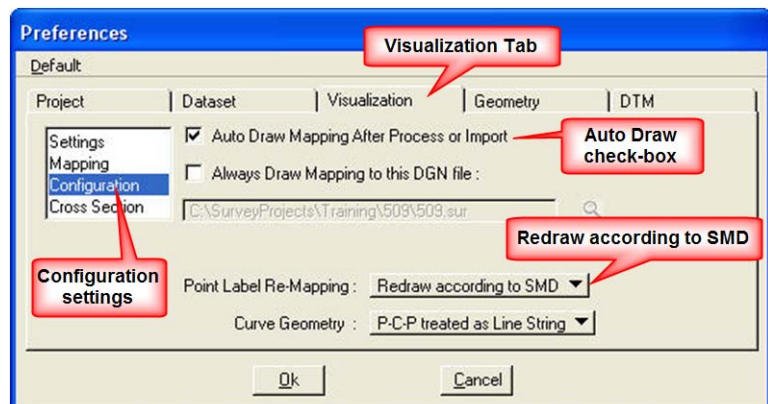 Preferences
Visualization Tab
Default
Project
Dataset
Visualization
Geometry
DTM
Settings
Mapping
Configuration
Cross Section
Auto Draw Mapping After Process or Import
Auto Draw
check-box
Always Draw Mapping to this DGN file :
C:\SurveyProjects\Training\509\509.sur
Redraw according to SMD
Configuration
settings
Point Label Re-Mapping : Redraw according to SMD
Curve Geometry : P-C-P treated as Line String
Ok
Cancel